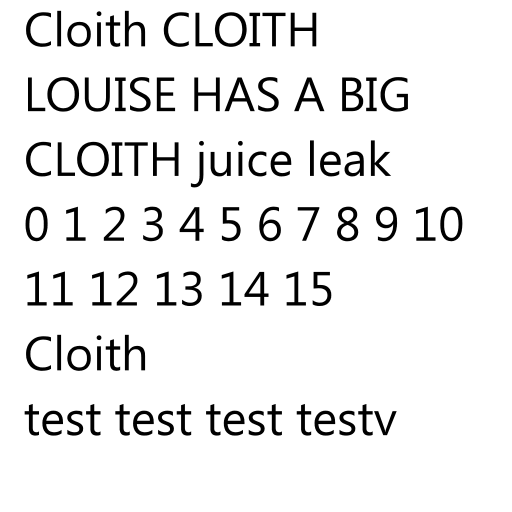 Cloith CLOITH
LOUISE HAS A BIG
CLOITH juice leak
0 1 2 3 4 5 6 7 8 9 10
11 12 13 14 15
Cloith
test test test testv